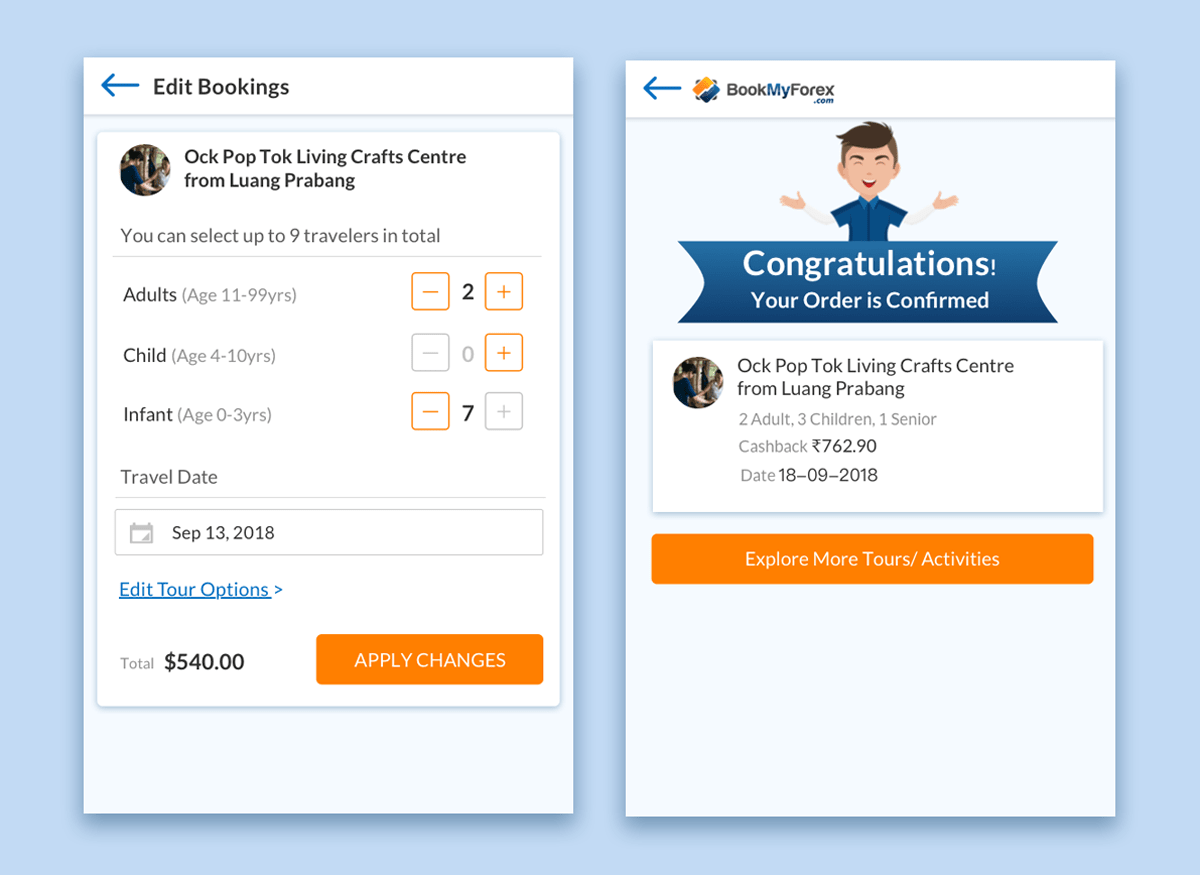 Edit Bookings
Ock Pop Tok Living Crafts Centre
from Luang Prabang
You can select up to 9 travelers in total
Adults (Age 11-99yrs)
2
Child (Age 4-10yrs)
0
Infant (Age 0-3yrs)
7
Travel Date
Sep 13, 2018
Edit Tour Options >
Total $540.00
APPLY CHANGES
BookMyForex
.com
Congratulations!
Your Order is Confirmed
Ock Pop Tok Living Crafts Centre
from Luang Prabang
2 Adult, 3 Children, 1 Senior
Cashback ₹762.90
Date 18–09–2018
Explore More Tours/ Activities